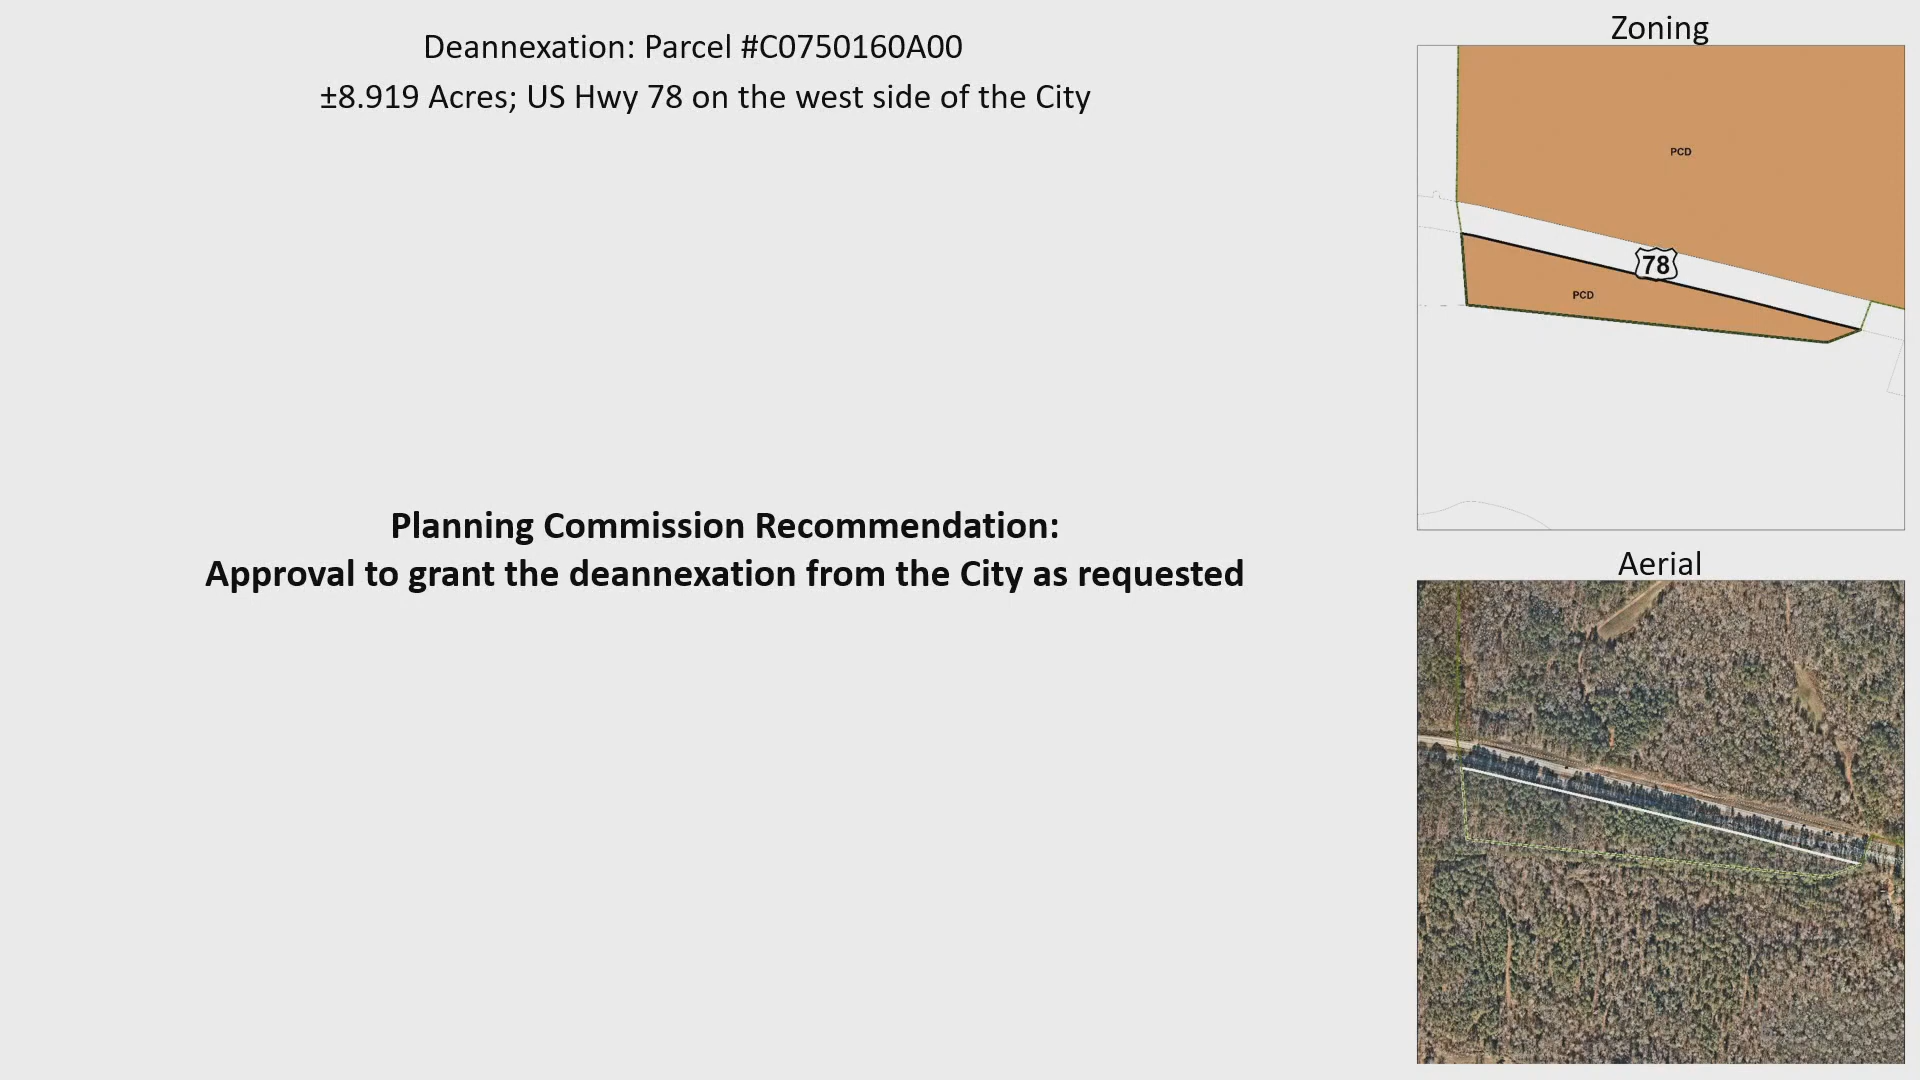 Deannexation: Parcel #C0750160A00
±8.919 Acres; US Hwy 78 on the west side of the City
Planning Commission Recommendation:
Approval to grant the deannexation from the City as requested
Zoning
PCD
78
PCD
Aerial